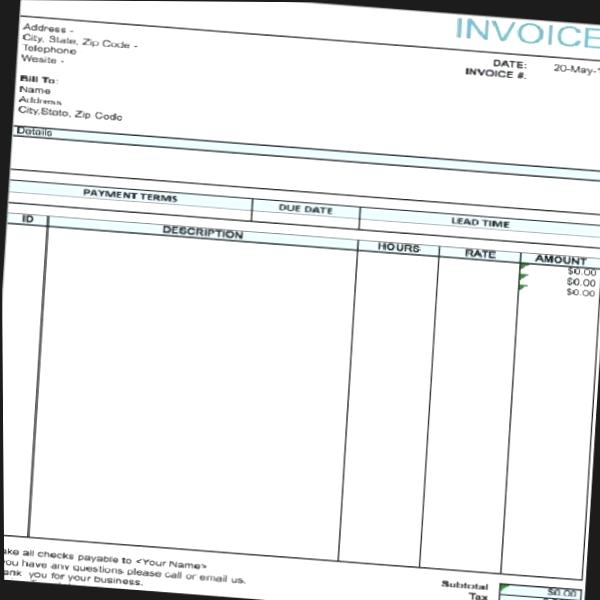 INVOICE
Address -
City, State, Zip Code -
Telephone
Wesite -
DATE: 20-May-
INVOICE #:
Bill To:
Name
Address
City,State, Zip Code
Details
PAYMENT TERMS DUE DATE LEAD TIME
ID DESCRIPTION HOURS RATE AMOUNT
$0.00
$0.00
$0.00
ake all checks payable to <Your Name>
you have any questions please call or email us.
ank you for your business.
Subtotal $0.00
Tax